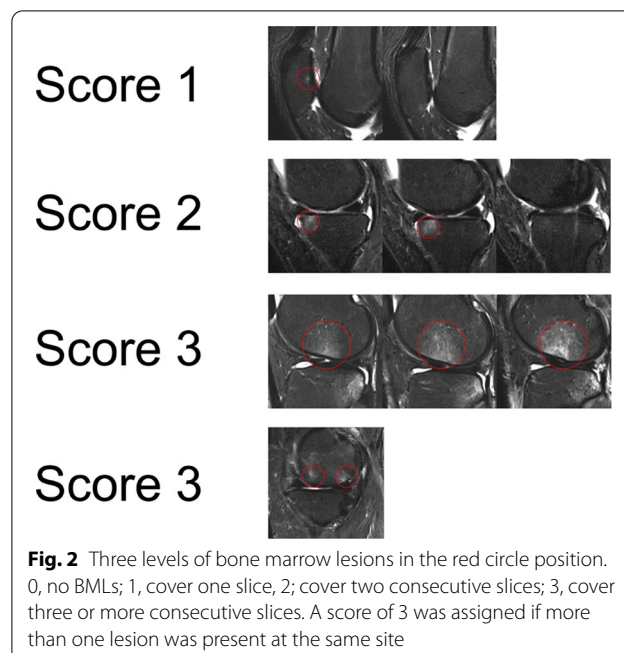 Score 1
Score 2
Score 3
Score 3
Fig. 2 Three levels of bone marrow lesions in the red circle position.
0, no BMLs; 1, cover one slice, 2; cover two consecutive slices; 3, cover
three or more consecutive slices. A score of 3 was assigned if more
than one lesion was present at the same site